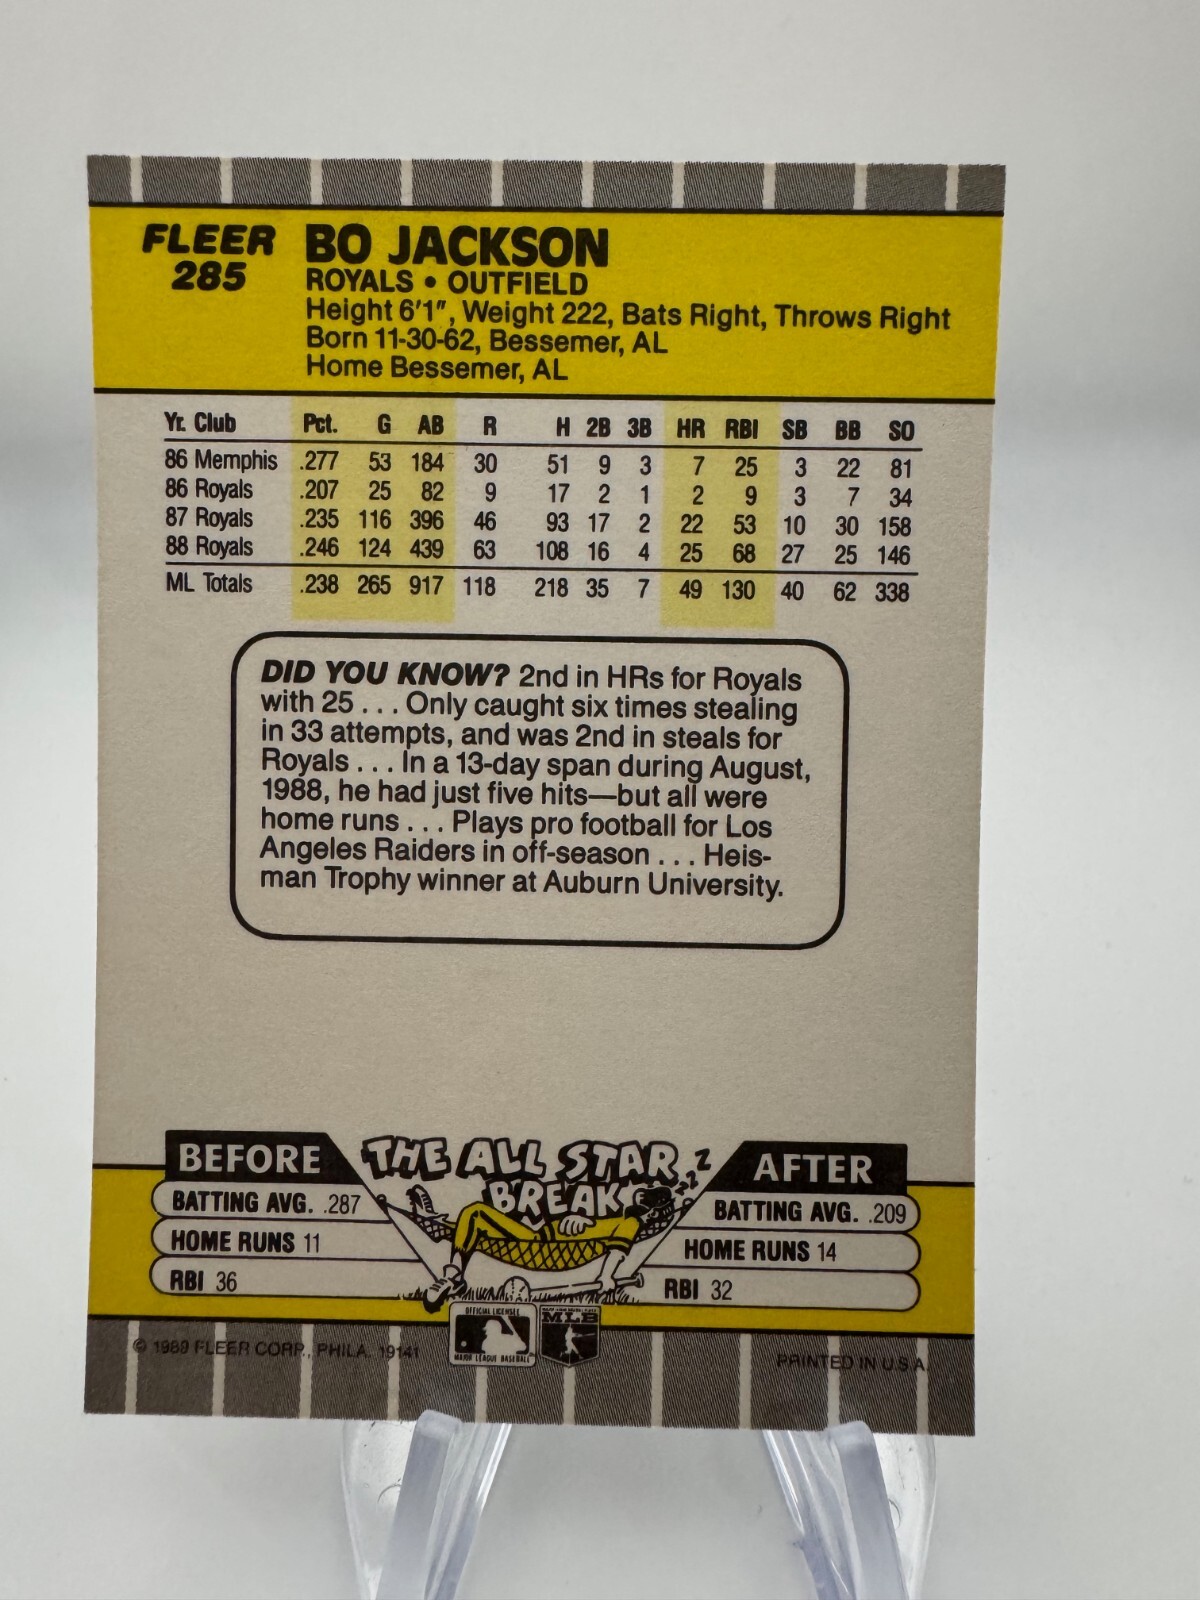 FLEER
285
BO JACKSON
ROYALS • OUTFIELD
Height 6'1", Weight 222, Bats Right, Throws Right
Born 11-30-62, Bessemer, AL
Home Bessemer, AL
Yr. Club Pct. G AB R H 2B 3B HR RBI SB BB SO
86 Memphis .277 53 184 30 51 9 3 7 25 3 22 81
86 Royals .207 25 82 9 17 2 1 2 9 3 7 34
87 Royals .235 116 396 46 93 17 2 22 53 10 30 158
88 Royals .246 124 439 63 108 16 4 25 68 27 25 146
ML Totals .238 265 917 118 218 35 7 49 130 40 62 338
DID YOU KNOW? 2nd in HRs for Royals
with 25 . . . Only caught six times stealing
in 33 attempts, and was 2nd in steals for
Royals . . . In a 13-day span during August,
1988, he had just five hits—but all were
home runs . . . Plays pro football for Los
Angeles Raiders in off-season . . . Heis-
man Trophy winner at Auburn University.
THE ALL STAR
BREAK
Z Z Z
BEFORE
BATTING AVG. .287
HOME RUNS 11
RBI 36
AFTER
BATTING AVG. .209
HOME RUNS 14
RBI 32
OFFICIAL LICENSEE
MAJOR LEAGUE BASEBALL
MLB
© 1989 FLEER CORP., PHILA. 19141
PRINTED IN U.S.A.